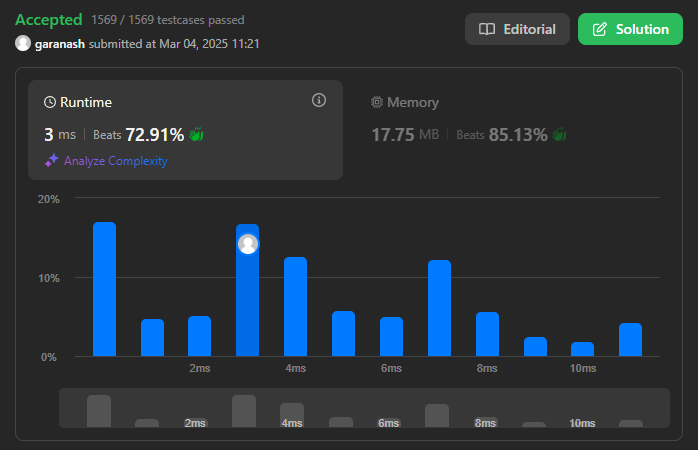 Accepted 1569 / 1569 testcases passed
garanash submitted at Mar 04, 2025 11:21
Editorial
Solution
Runtime
3 ms Beats 72.91%
Analyze Complexity
Memory
17.75 MB Beats 85.13%
20%
10%
0%
2ms 4ms 6ms 8ms 10ms
2ms 4ms 6ms 8ms 10ms